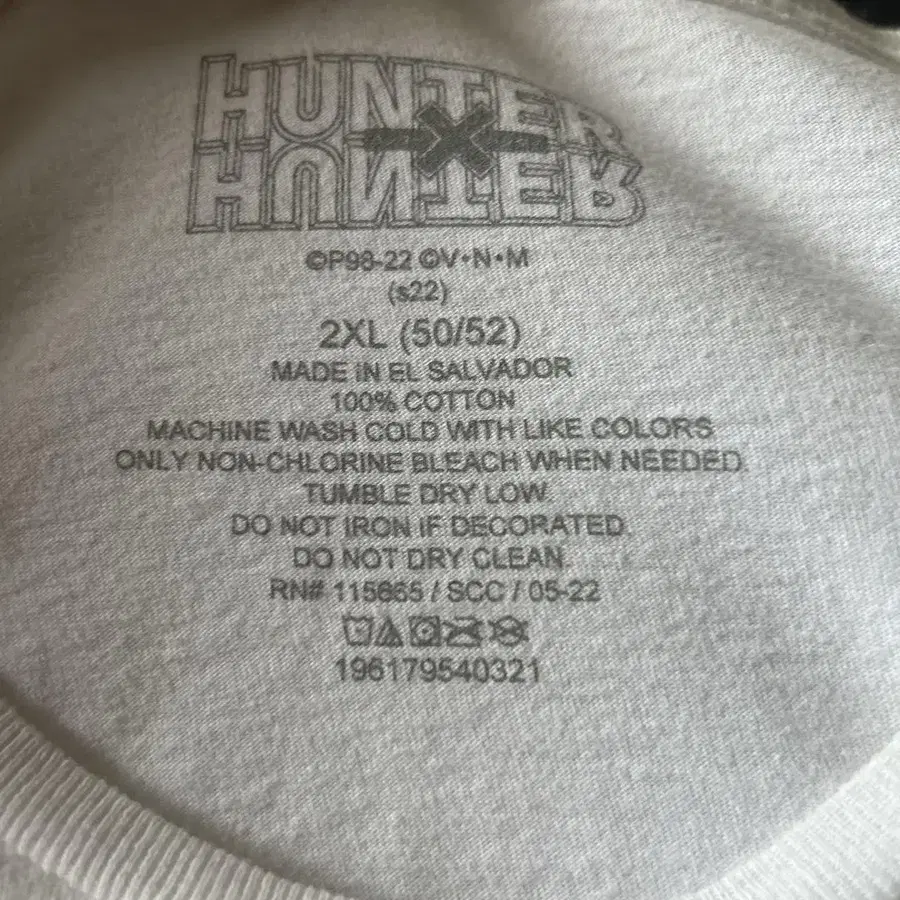 HUNTER
X
HUNTER
©P98-22 ©V•N•M
(s22)
2XL (50/52)
MADE IN EL SALVADOR
100% COTTON
MACHINE WASH COLD WITH LIKE COLORS
ONLY NON-CHLORINE BLEACH WHEN NEEDED.
TUMBLE DRY LOW.
DO NOT IRON IF DECORATED.
DO NOT DRY CLEAN.
RN# 115865 / SCC / 05-22
196179540321